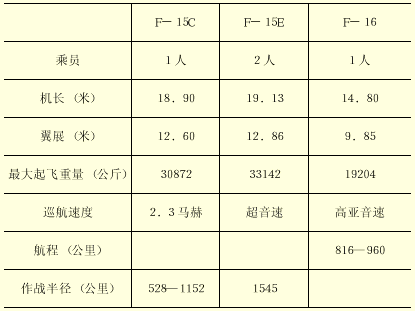 F— 15C F— 15E F— 16
乘员 1 人 2 人 1 人
机长（米） 18．90 19．13 14．80
翼展（米） 12．60 12．86 9．85
最大起飞重量（公斤） 30872 33142 19204
巡航速度 2．3 马赫 超音速 高亚音速
航程（公里） 816—960
作战半径（公里） 528—1152 1545